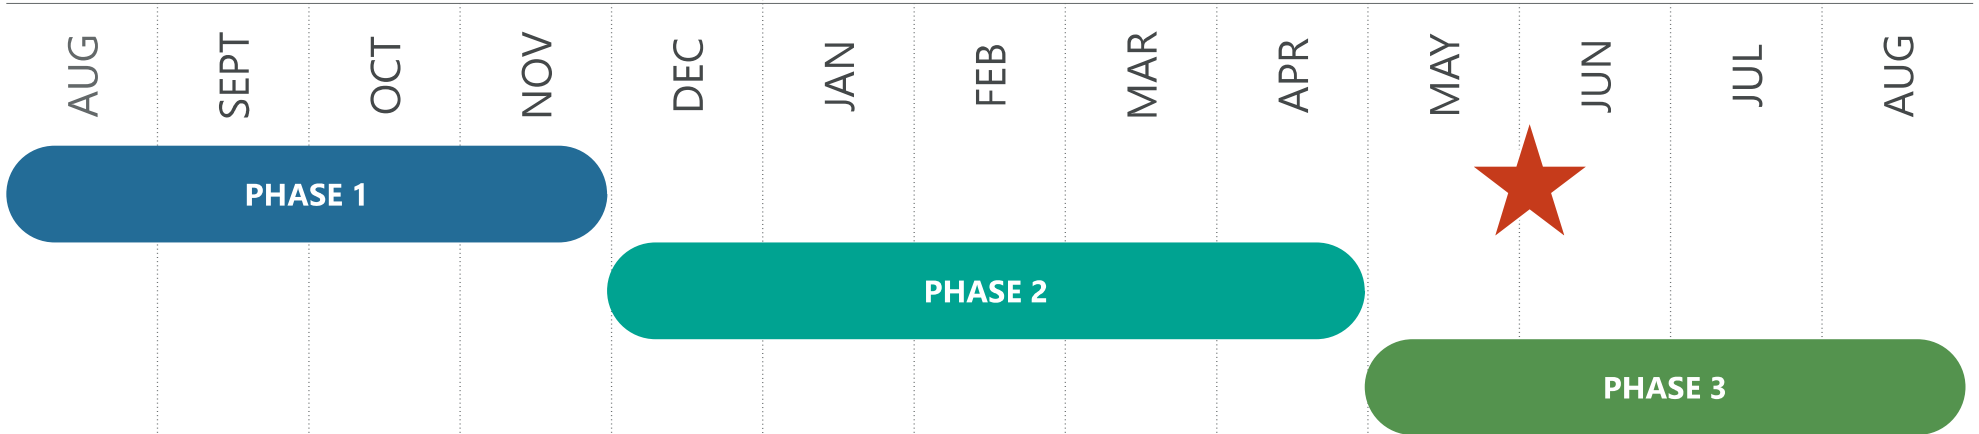 AUG
SEPT
OCT
NOV
DEC
JAN
FEB
MAR
APR
MAY
JUN
JUL
AUG
PHASE 1
PHASE 2
PHASE 3